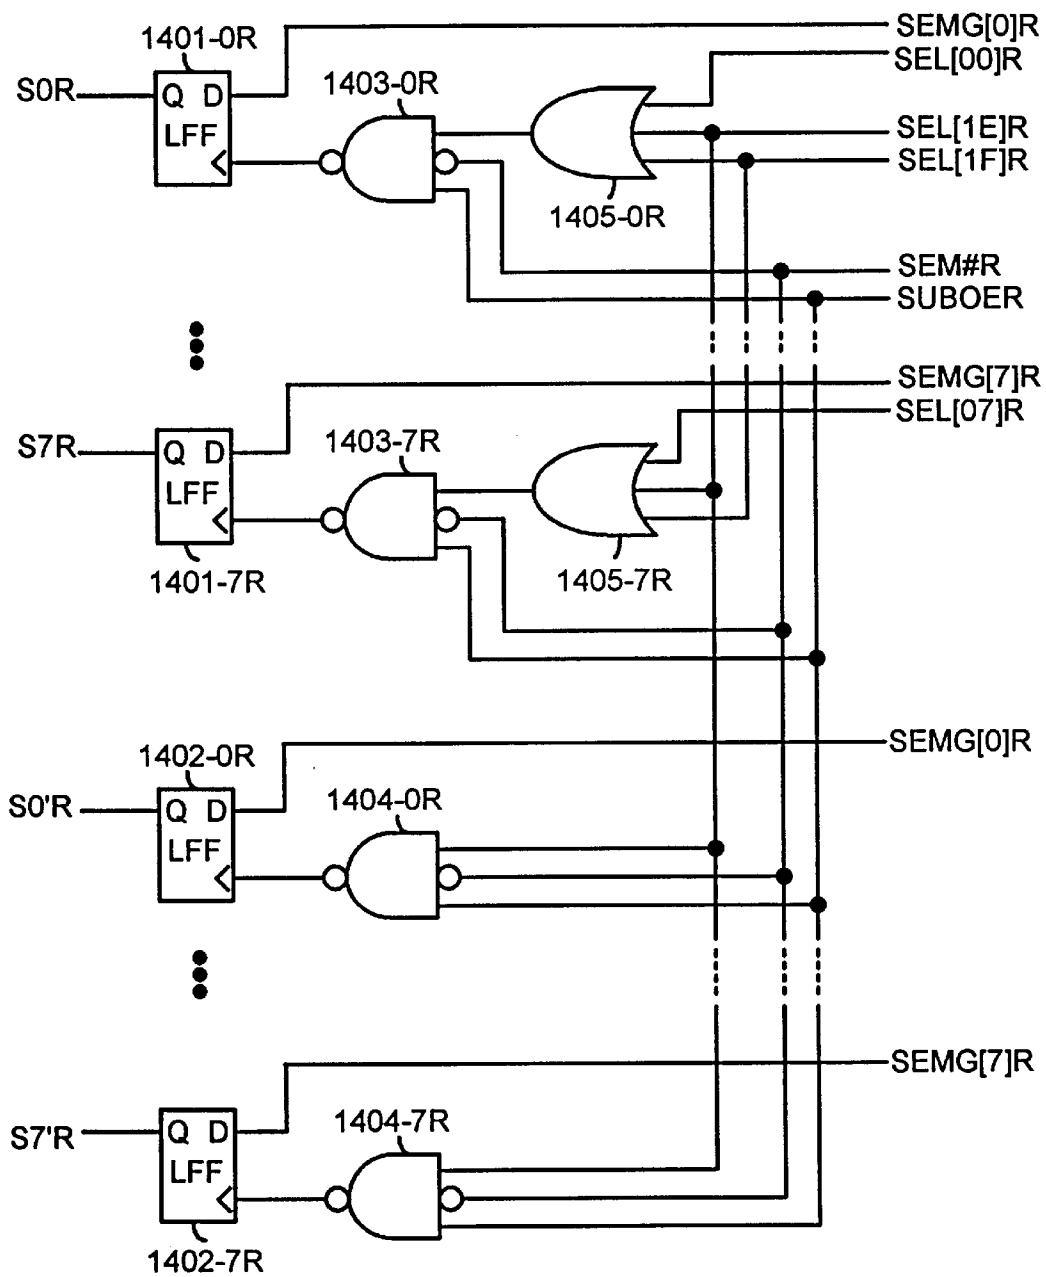 SEMG[0]R
1401-0R
SEL[00]R
1403-0R
S0R
Q D
LFF
SEL[1E]R
SEL[1F]R
1405-0R
SEM#R
SUBOER
SEMG[7]R
SEL[07]R
1403-7R
S7R
Q D
LFF
1401-7R
1405-7R
SEMG[0]R
1402-0R
1404-0R
S0'R
Q D
LFF
SEMG[7]R
1404-7R
S7'R
Q D
LFF
1402-7R